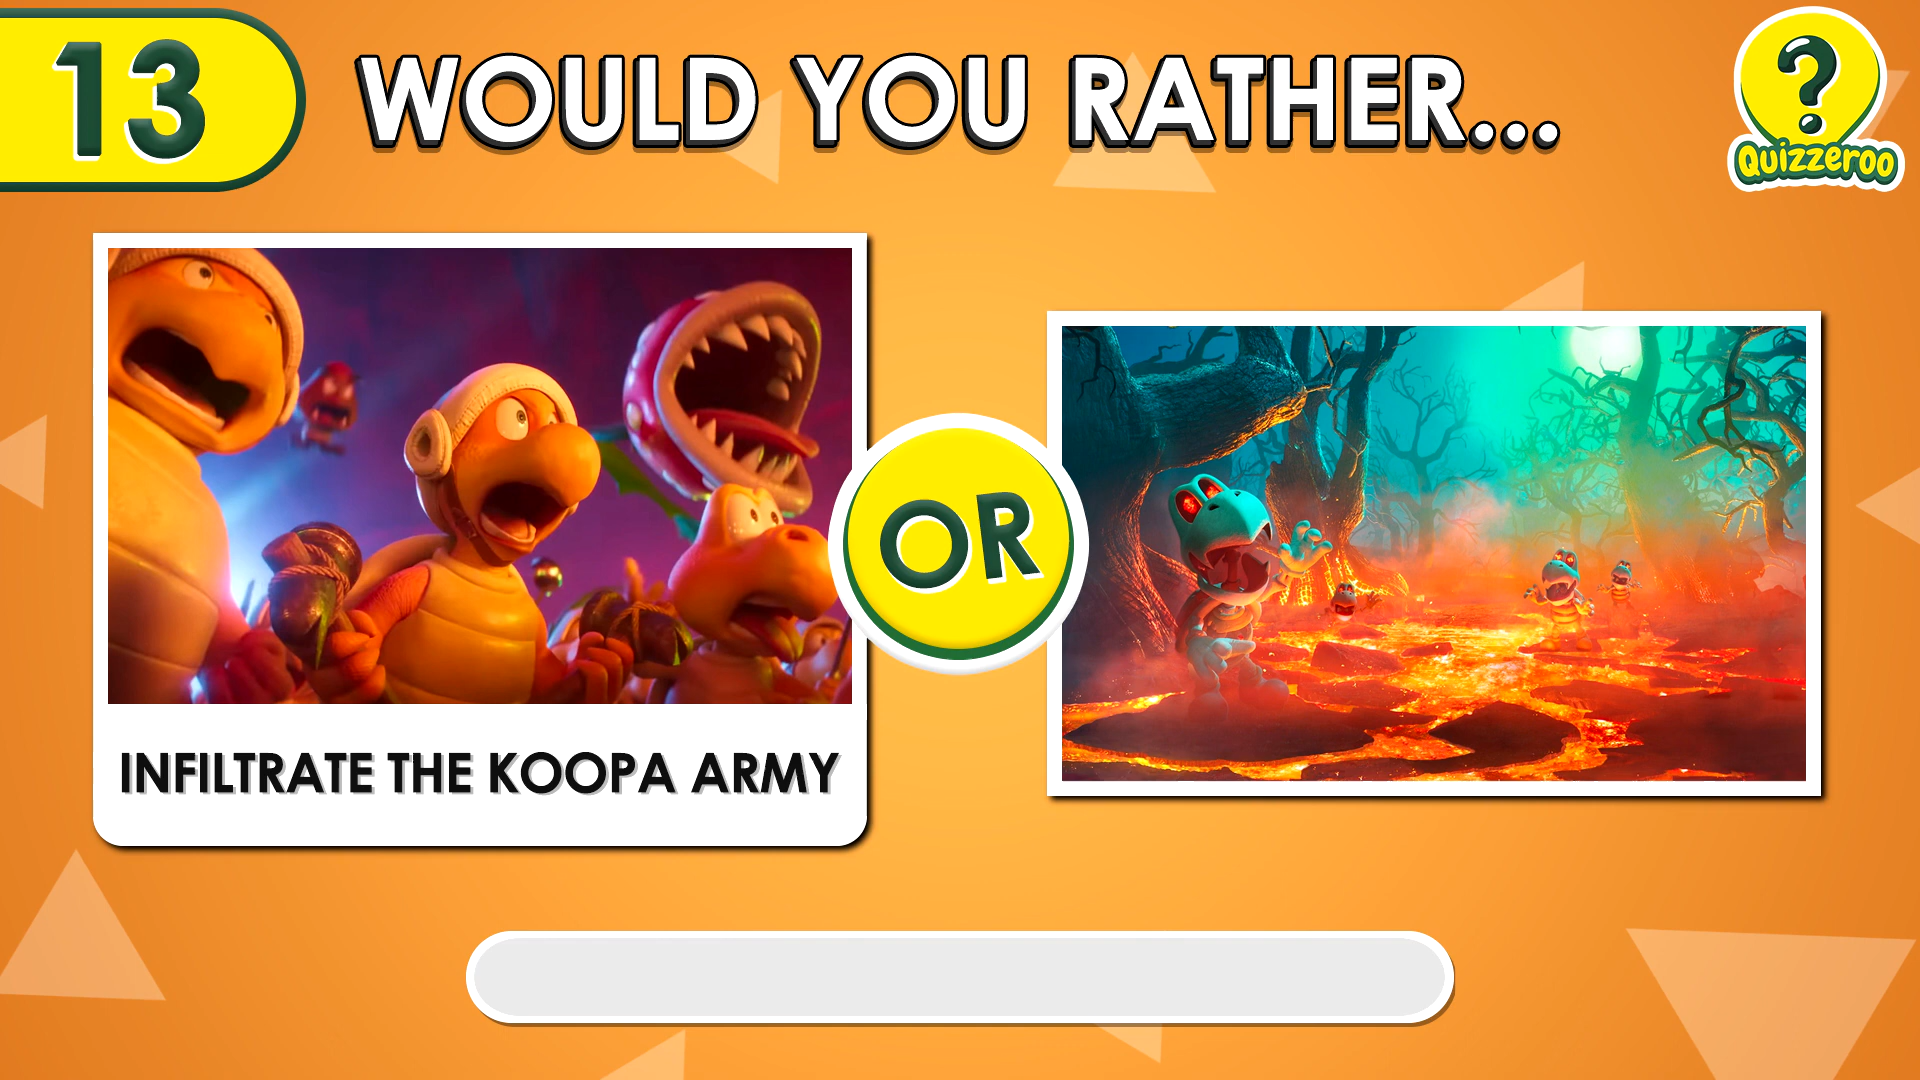 13
WOULD YOU RATHER...
?
Quizzeroo
OR
INFILTRATE THE KOOPA ARMY